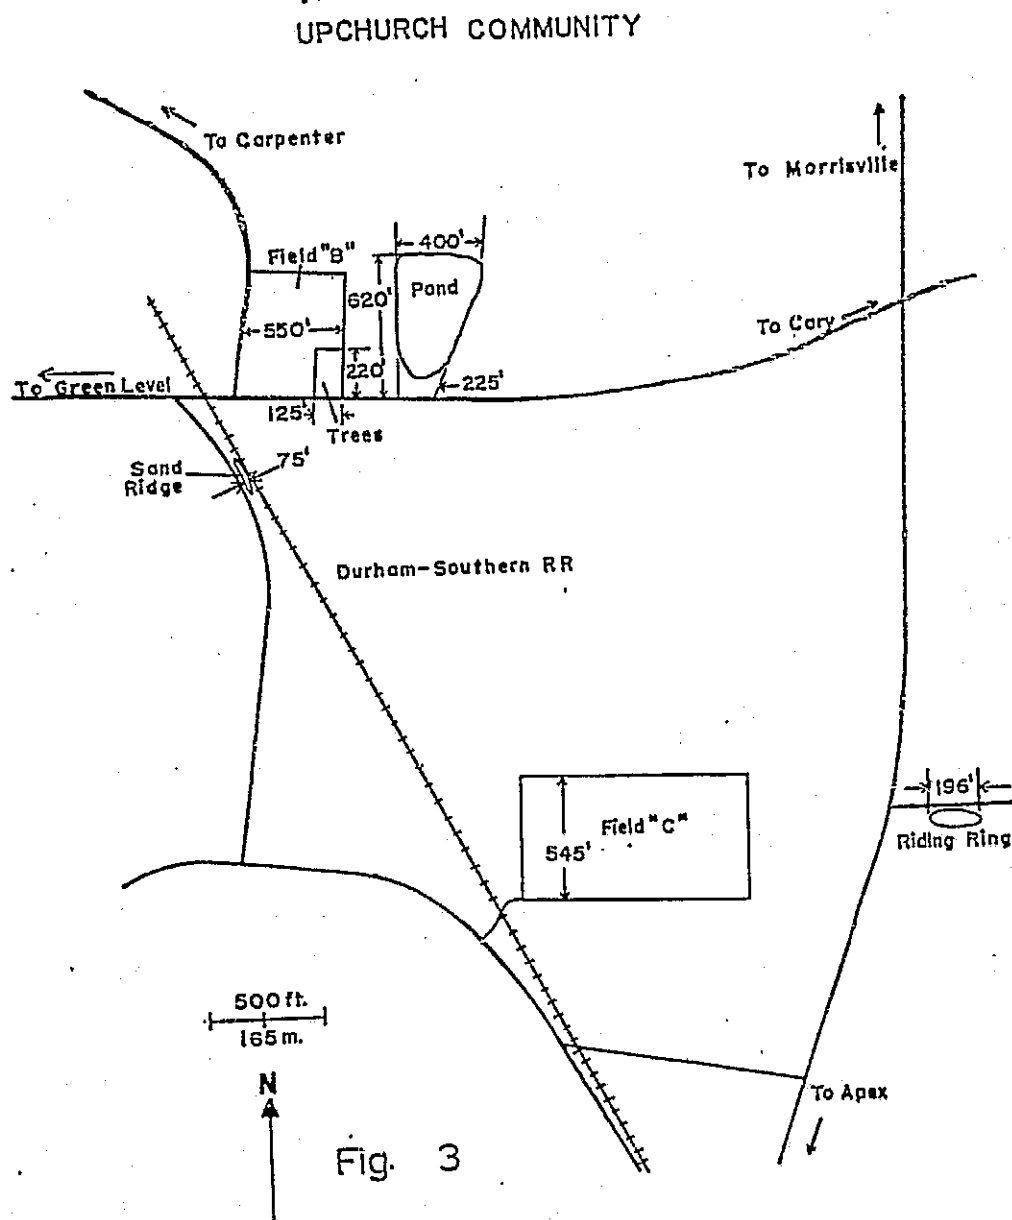 UPCHURCH COMMUNITY
To Carpenter
To Morrisville
400'
Field "B"
Pond
620'
550'
To Cary
220'
225'
To Green Level
125'
Trees
75'
Sand
Ridge
Durham-Southern RR
196'
Field "C"
545'
Riding Ring
500 ft.
165 m.
To Apex
N
Fig. 3